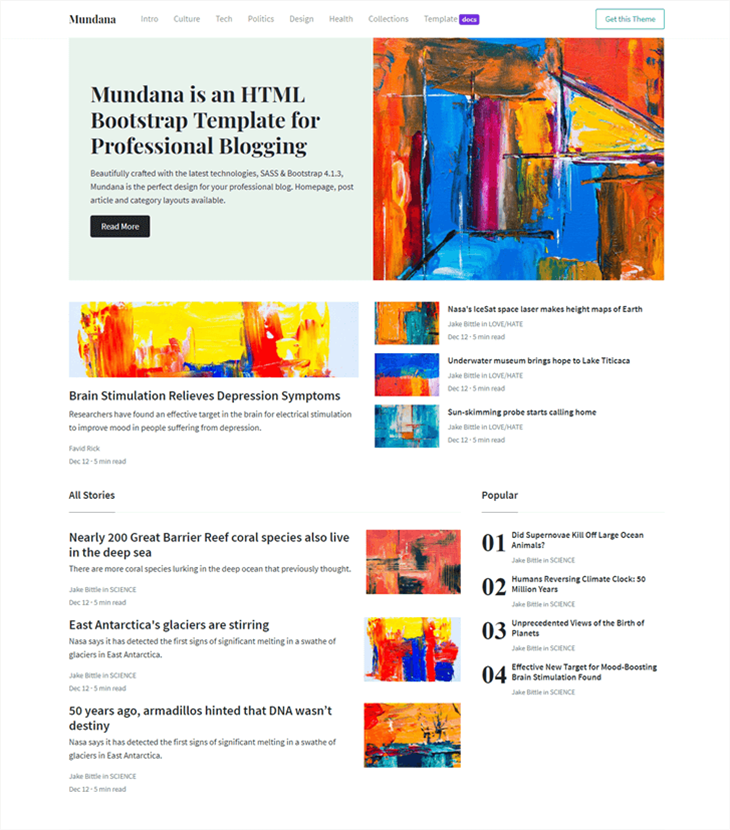 Mundana Intro Culture Tech Politics Design Health Collections Template docs Get this Theme
Mundana is an HTML
Bootstrap Template for
Professional Blogging
Beautifully crafted with the latest technologies, SASS & Bootstrap 4.1.3,
Mundana is the perfect design for your professional blog. Homepage, post
article and category layouts available.
Read More
Brain Stimulation Relieves Depression Symptoms
Researchers have found an effective target in the brain for electrical stimulation
to improve mood in people suffering from depression.
Favid Rick
Dec 12 · 5 min read
Nasa's IceSat space laser makes height maps of Earth
Jake Bittle in LOVE/HATE
Dec 12 · 5 min read
Underwater museum brings hope to Lake Titicaca
Jake Bittle in LOVE/HATE
Dec 12 · 5 min read
Sun-skimming probe starts calling home
Jake Bittle in LOVE/HATE
Dec 12 · 5 min read
All Stories
Nearly 200 Great Barrier Reef coral species also live
in the deep sea
There are more coral species lurking in the deep ocean that previously thought.
Jake Bittle in SCIENCE
Dec 12 · 5 min read
East Antarctica's glaciers are stirring
Nasa says it has detected the first signs of significant melting in a swathe of
glaciers in East Antarctica.
Jake Bittle in SCIENCE
Dec 12 · 5 min read
50 years ago, armadillos hinted that DNA wasn't
destiny
Nasa says it has detected the first signs of significant melting in a swathe of
glaciers in East Antarctica.
Jake Bittle in SCIENCE
Dec 12 · 5 min read
Popular
01 Did Supernovae Kill Off Large Ocean
Animals?
Jake Bittle in SCIENCE
02 Humans Reversing Climate Clock: 50
Million Years
Jake Bittle in SCIENCE
03 Unprecedented Views of the Birth of
Planets
Jake Bittle in SCIENCE
04 Effective New Target for Mood-Boosting
Brain Stimulation Found
Jake Bittle in SCIENCE